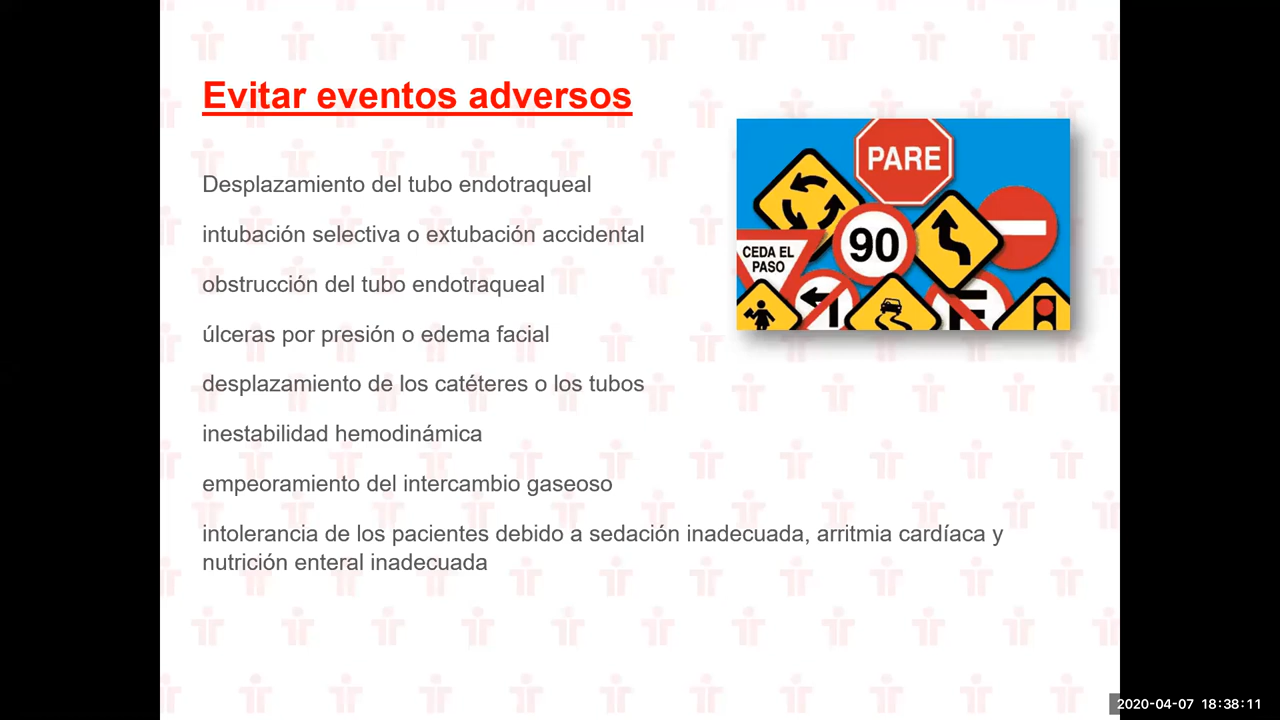 Evitar eventos adversos
Desplazamiento del tubo endotraqueal
intubación selectiva o extubación accidental
obstrucción del tubo endotraqueal
úlceras por presión o edema facial
desplazamiento de los catéteres o los tubos
inestabilidad hemodinámica
empeoramiento del intercambio gaseoso
intolerancia de los pacientes debido a sedación inadecuada, arritmia cardíaca y
nutrición enteral inadecuada
PARE
90
CEDA EL
PASO
E
2020-04-07 18:38:11